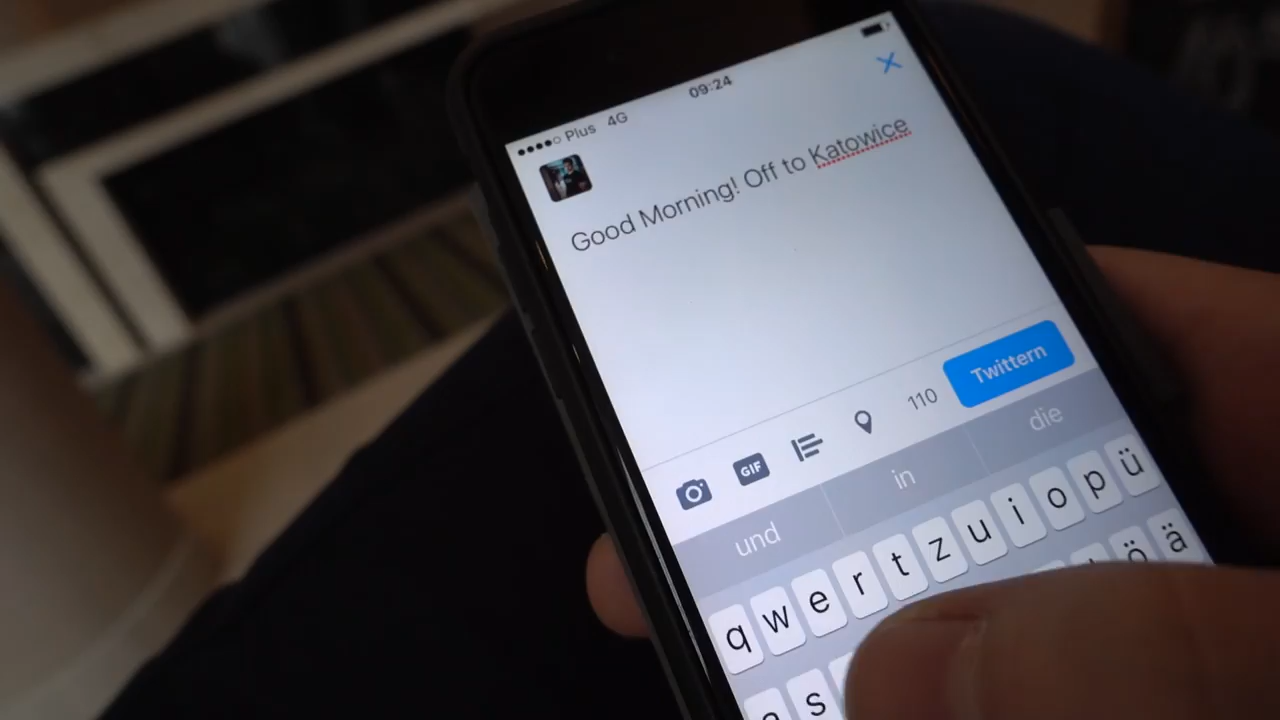 Plus 4G 09:24
Good Morning! Off to Katowice
GIF 110 Twittern
und in die
q w e r t z u i o p ü
s ö ä